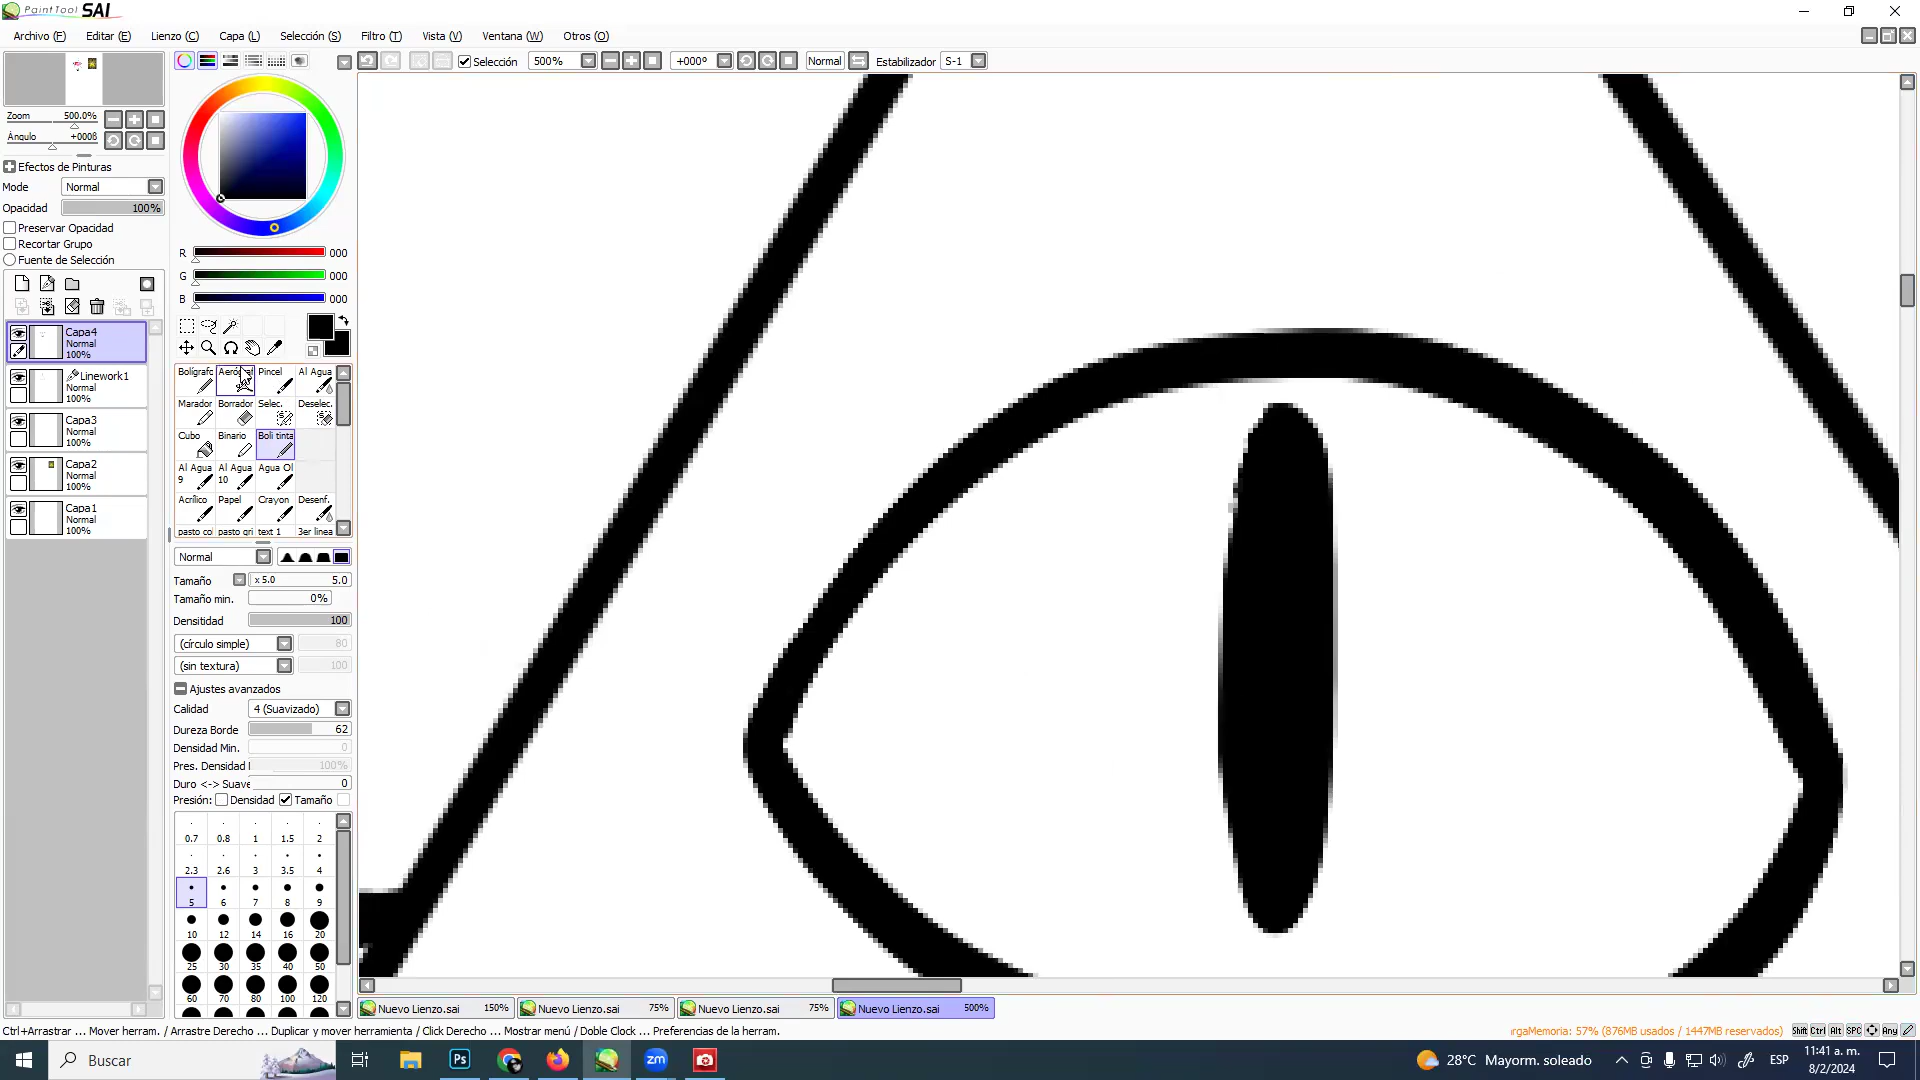 PaintTool SAI
Archivo (F) Editar (E) Lienzo (C) Capa (L) Selección (S) Filtro (T) Vista (V) Ventana (W) Otros (O)
Selección 500% +000º Normal Estabilizador S-1
Zoom 500.0%
Ángulo +000ß
Efectos de Pinturas
Mode Normal
Opacidad 100%
Preservar Opacidad
Recortar Grupo
Fuente de Selección
Capa4
Normal
100%
Linework1
Normal
100%
Capa3
Normal
100%
Capa2
Normal
100%
Capa1
Normal
100%
R 000
G 000
B 000
Bolígrafo Pincel Al Agua
Marador Borrador Selec. Deselec.
Cubo Binario Boli tinta
Al Agua 9 Al Agua 10 Agua Ol
Acrílico Papel Crayon Desenf.
pasto co pasto gri text 1 3er linea
Normal
Tamaño x 5.0 5.0
Tamaño min. 0%
Densitidad 100
(círculo simple) 80
(sin textura) 100
Ajustes avanzados
Calidad 4 (Suavizado)
Dureza Borde 62
Densidad Min. 0
Pres. Densidad 100%
Duro <-> Suave 0
Presión: Densidad Tamaño
0.7 0.8 1 1.5 2
2.3 2.6 3 3.5 4
5 6 7 8 9
10 12 14 16 20
25 30 35 40 50
60 70 80 100 120
Nuevo Lienzo.sai 150% Nuevo Lienzo.sai 75% Nuevo Lienzo.sai 75% Nuevo Lienzo.sai 500%
Ctrl+Arrastrar ... Mover herram. / Arrastre Derecho ... Duplicar y mover herramienta / Click Derecho ... Mostrar menú / Doble Clock ... Preferencias de la herram.
rgaMemoria: 57% (876MB usados / 1447MB reservados) Shift Ctrl Alt SPC Any
Buscar
Ps
zm
28°C Mayorm. soleado
ESP
11:41 a. m.
8/2/2024